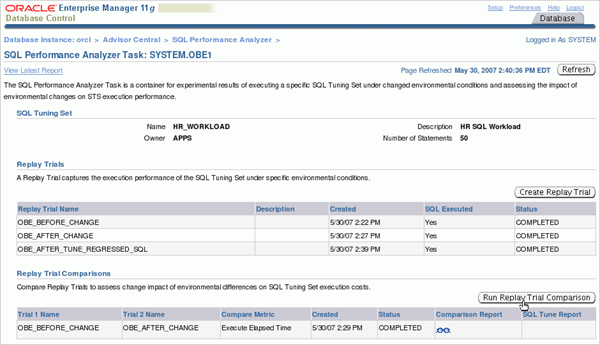 ORACLE Enterprise Manager 11g
Database Control
Setup Preferences Help Logout
Database
Database Instance: orcl > Advisor Central > SQL Performance Analyzer > Logged in As SYSTEM
SQL Performance Analyzer Task: SYSTEM.OBE1
View Latest Report Page Refreshed May 30, 2007 2:40:36 PM EDT Refresh
The SQL Performance Analyzer Task is a container for experimental results of executing a specific SQL Tuning Set under changed environmental conditions and assessing the impact
of environmental changes on STS execution performance.
SQL Tuning Set
Name HR_WORKLOAD Description HR SQL Workload
Owner APPS Number of Statements 50
Replay Trials
A Replay Trial captures the execution performance of the SQL Tuning Set under specific environmental conditions.
Create Replay Trial
Replay Trial Name Description Created SQL Executed Status
OBE_BEFORE_CHANGE 5/30/07 2:22 PM Yes COMPLETED
OBE_AFTER_CHANGE 5/30/07 2:27 PM Yes COMPLETED
OBE_AFTER_TUNE_REGRESSED_SQL 5/30/07 2:39 PM Yes COMPLETED
Replay Trial Comparisons
Compare Replay Trials to assess change impact of environmental differences on SQL Tuning Set execution costs.
Run Replay Trial Comparison
Trial 1 Name Trial 2 Name Compare Metric Created Status Comparison Report SQL Tune Report
OBE_BEFORE_CHANGE OBE_AFTER_CHANGE Execute Elapsed Time 5/30/07 2:29 PM COMPLETED